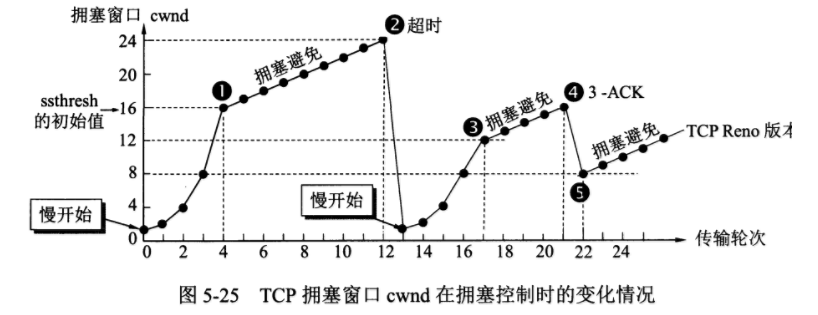 拥塞窗口 cwnd
❷超时
24
20
ssthresh
的初始值
16
12
8
4
0
❶
拥塞避免
❸
拥塞避免
❹ 3-ACK
❺
拥塞避免
TCP Reno 版本
慢开始
慢开始
0 2 4 6 8 10 12 14 16 18 20 22 24
传输轮次
图 5-25 TCP 拥塞窗口 cwnd 在拥塞控制时的变化情况